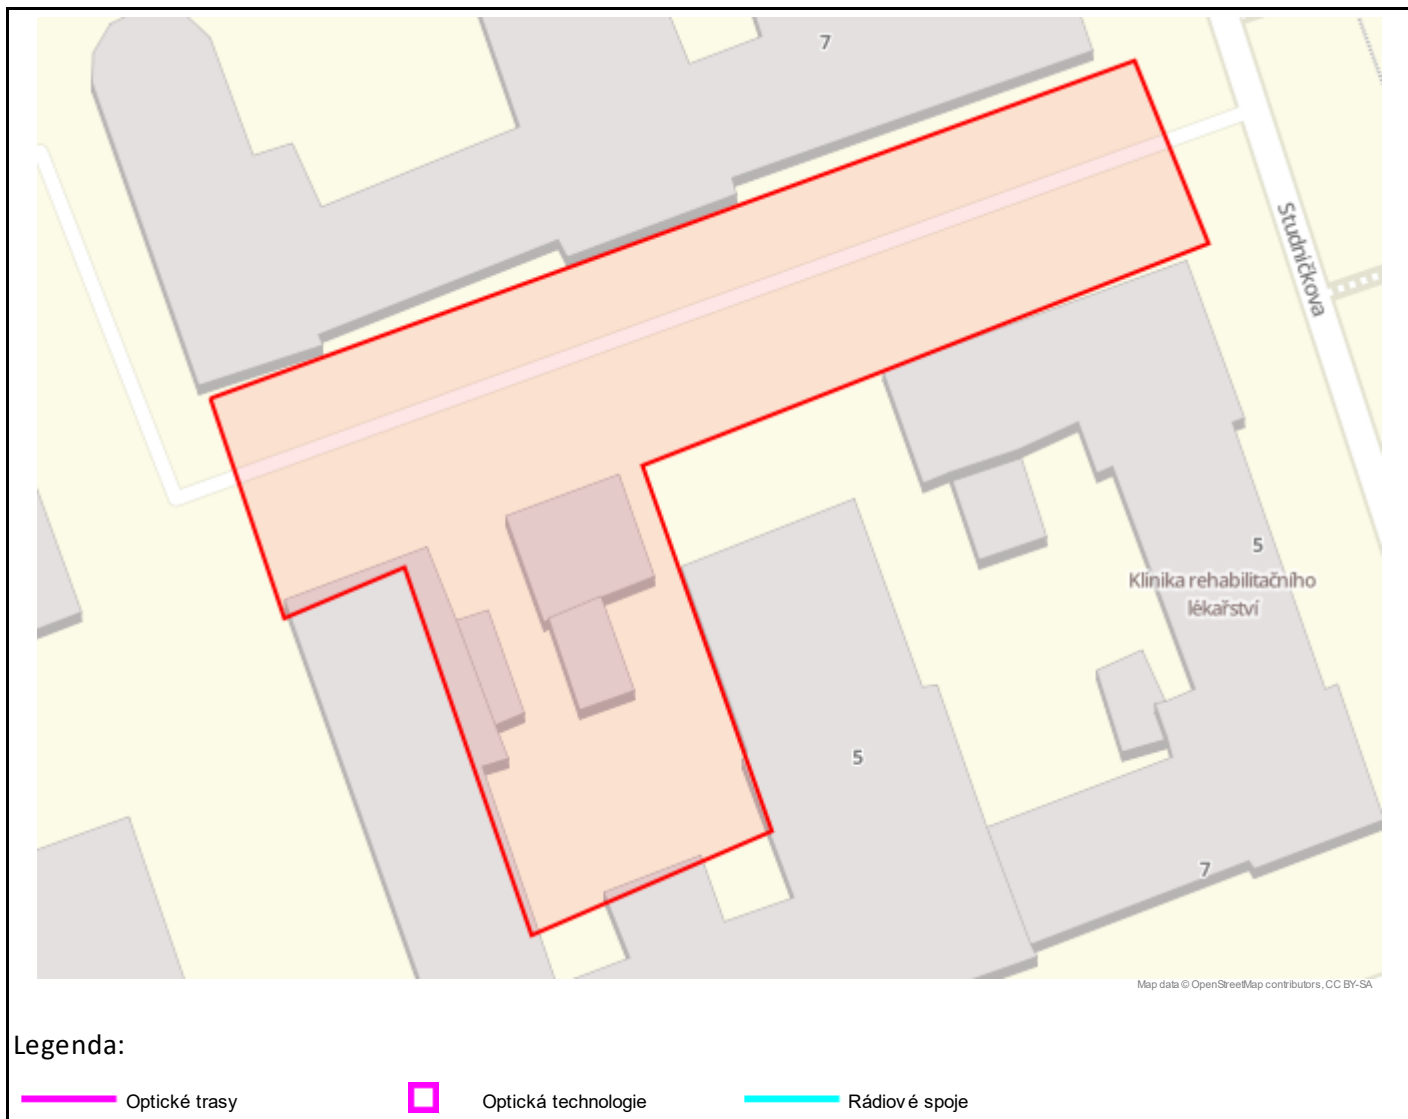 7
Studničkova
5
Klinika rehabilitačního
lékařství
5
7
Map data © OpenStreetMap contributors, CC BY-SA
Legenda:
Optické trasy
Optická technologie
Rádiové spoje